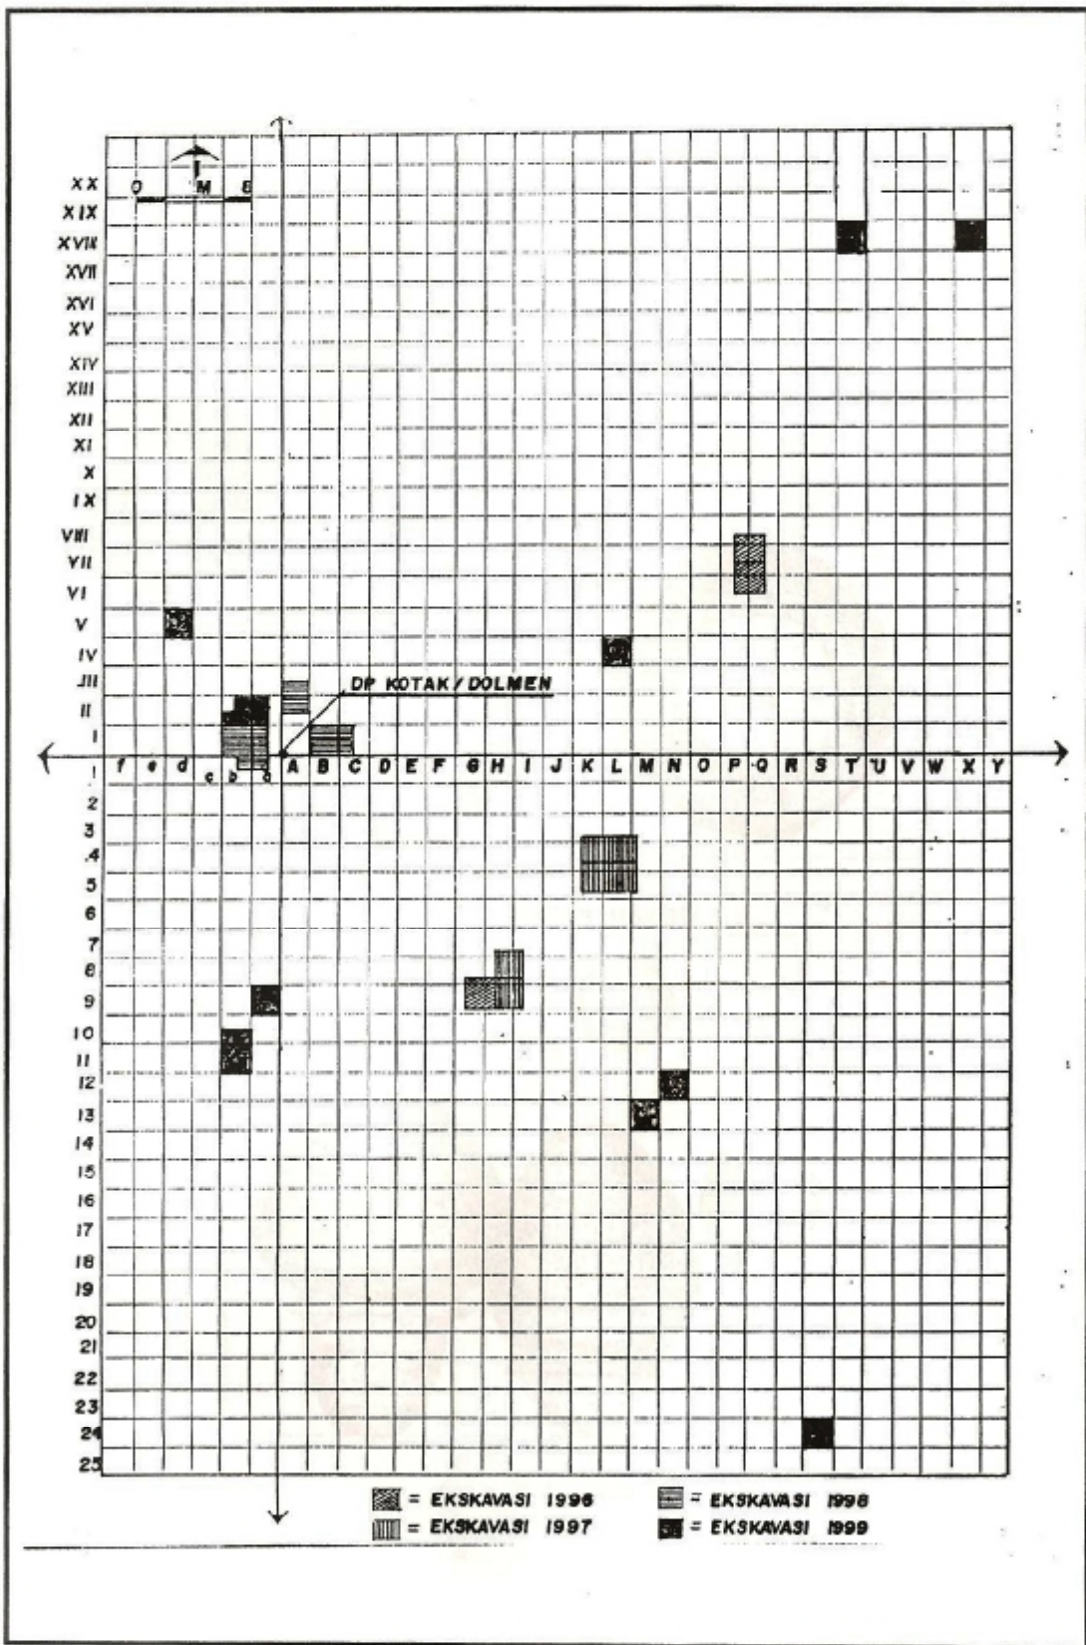 XX
0 M 8
XIX
XVIII
XVII
XVI
XV
XIV
XIII
XII
XI
X
IX
VIII
VII
VI
V
IV
III
DP KOTAK / DOLMEN
II
I
f e d c b a A B C D E F G H I J K L M N O P Q R S T U V W X Y
1
2
3
4
5
6
7
8
9
10
11
12
13
14
15
16
17
18
19
20
21
22
23
24
25
= EKSKAVASI 1996 = EKSKAVASI 1998
= EKSKAVASI 1997 = EKSKAVASI 1999